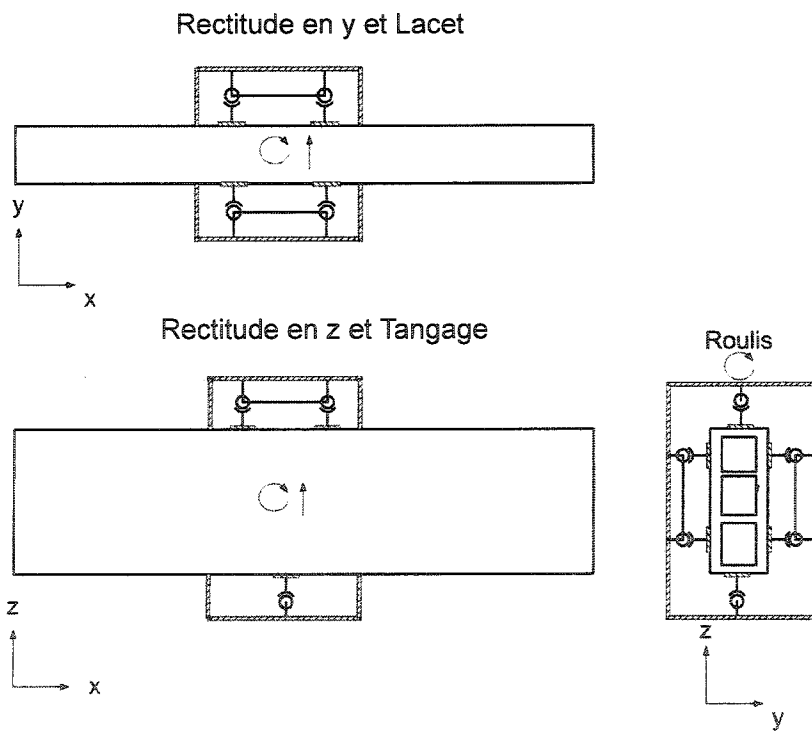 Rectitude en y et Lacet
y
x
Rectitude en z et Tangage
Roulis
z
x
z
y